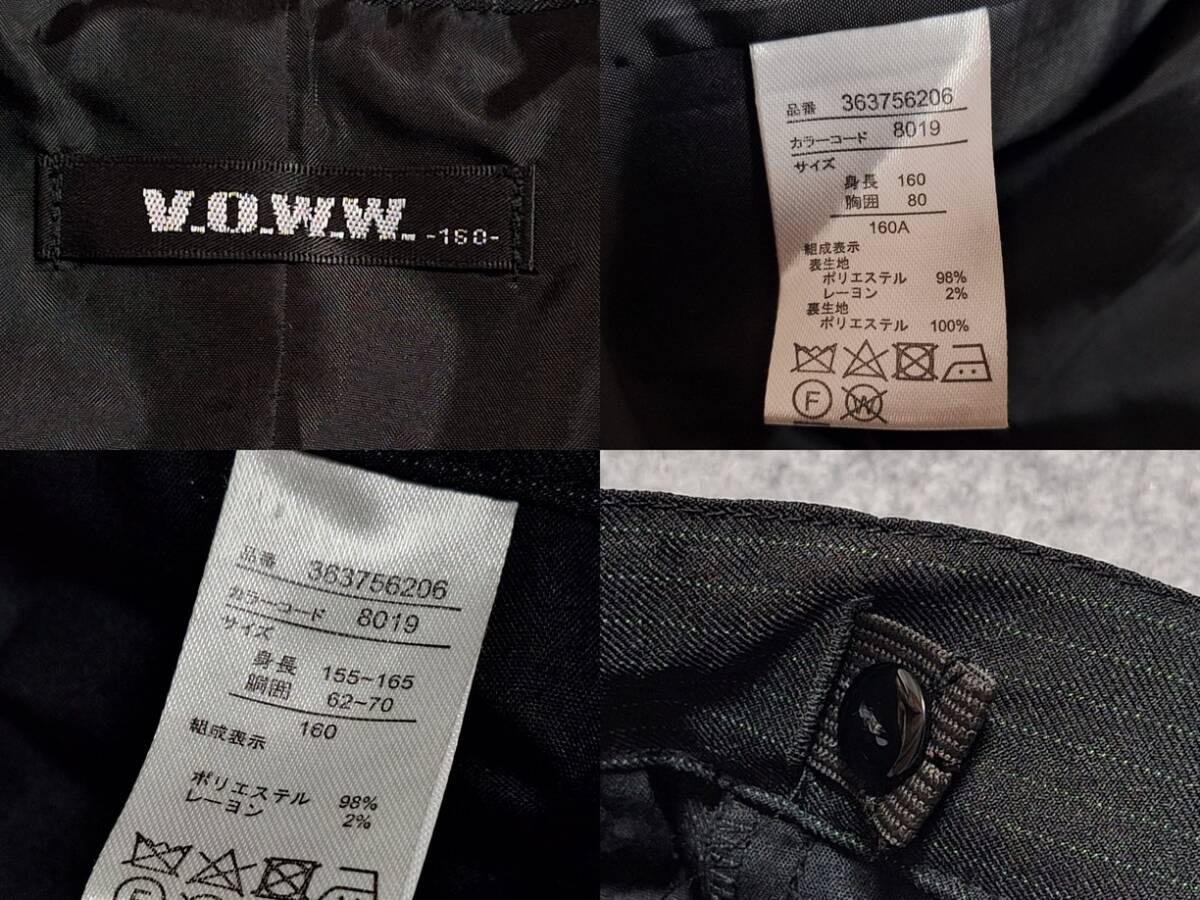 V.O.W.W. -160-
品番 363756206
カラーコード 8019
サイズ
身長 160
胸囲 80
160A
組成表示
表生地
ポリエステル 98%
レーヨン 2%
裏生地
ポリエステル 100%
F W
品番 363756206
カラーコード 8019
サイズ
身長 155~165
胴囲 62~70
160
組成表示
ポリエステル 98%
レーヨン 2%